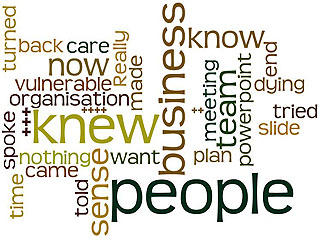 turned
back
care
now
Really
vulnerable
organisation
made
business
know
end
meeting
team
powerpoint
dying
tried
slide
spoke
++++
++++
knew
++
nothing
sense
want
plan
came
time
told
people